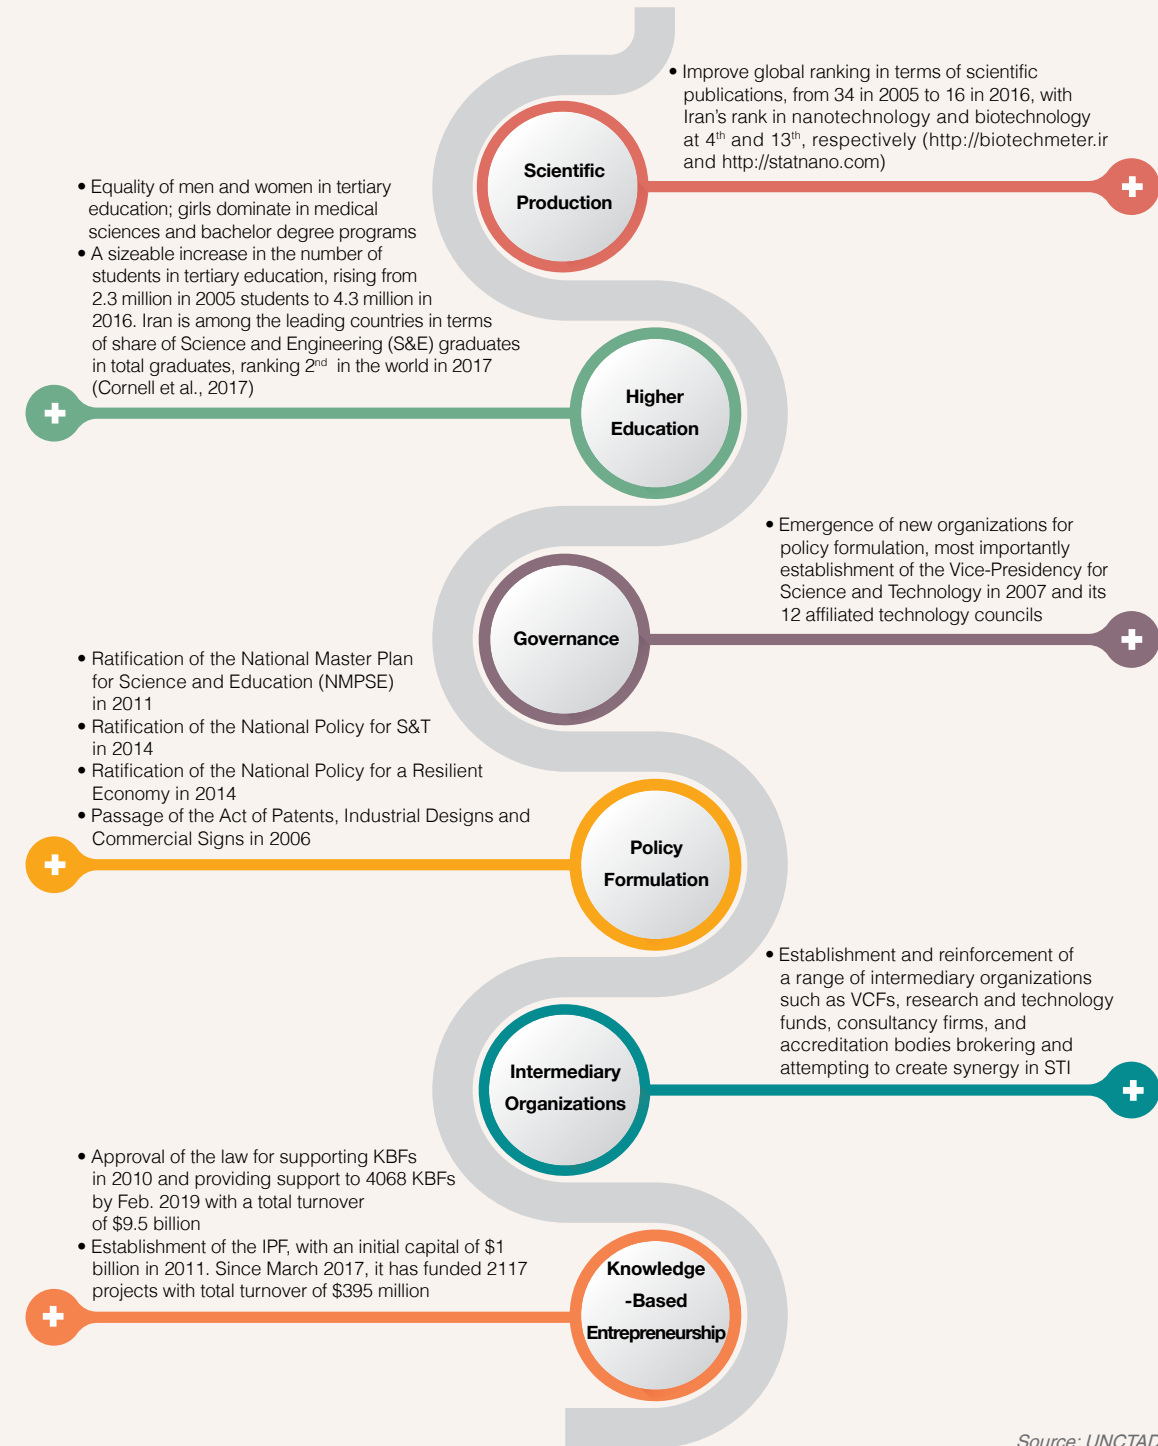 • Improve global ranking in terms of scientific
publications, from 34 in 2005 to 16 in 2016, with
Iran’s rank in nanotechnology and biotechnology
at 4th and 13th, respectively (http://biotechmeter.ir
and http://statnano.com)
Scientific
Production
• Equality of men and women in tertiary
education; girls dominate in medical
sciences and bachelor degree programs
• A sizeable increase in the number of
students in tertiary education, rising from
2.3 million in 2005 students to 4.3 million in
2016. Iran is among the leading countries in terms
of share of Science and Engineering (S&E) graduates
in total graduates, ranking 2nd in the world in 2017
(Cornell et al., 2017)
Higher
Education
• Emergence of new organizations for
policy formulation, most importantly
establishment of the Vice-Presidency for
Science and Technology in 2007 and its
12 affiliated technology councils
Governance
• Ratification of the National Master Plan
for Science and Education (NMPSE)
in 2011
• Ratification of the National Policy for S&T
in 2014
• Ratification of the National Policy for a Resilient
Economy in 2014
• Passage of the Act of Patents, Industrial Designs and
Commercial Signs in 2006
Policy
Formulation
• Establishment and reinforcement of
a range of intermediary organizations
such as VCFs, research and technology
funds, consultancy firms, and
accreditation bodies brokering and
attempting to create synergy in STI
Intermediary
Organizations
• Approval of the law for supporting KBFs
in 2010 and providing support to 4068 KBFs
by Feb. 2019 with a total turnover
of $9.5 billion
• Establishment of the IPF, with an initial capital of $1
billion in 2011. Since March 2017, it has funded 2117
projects with total turnover of $395 million
Knowledge
-Based
Entrepreneurship
Source: UNCTAD